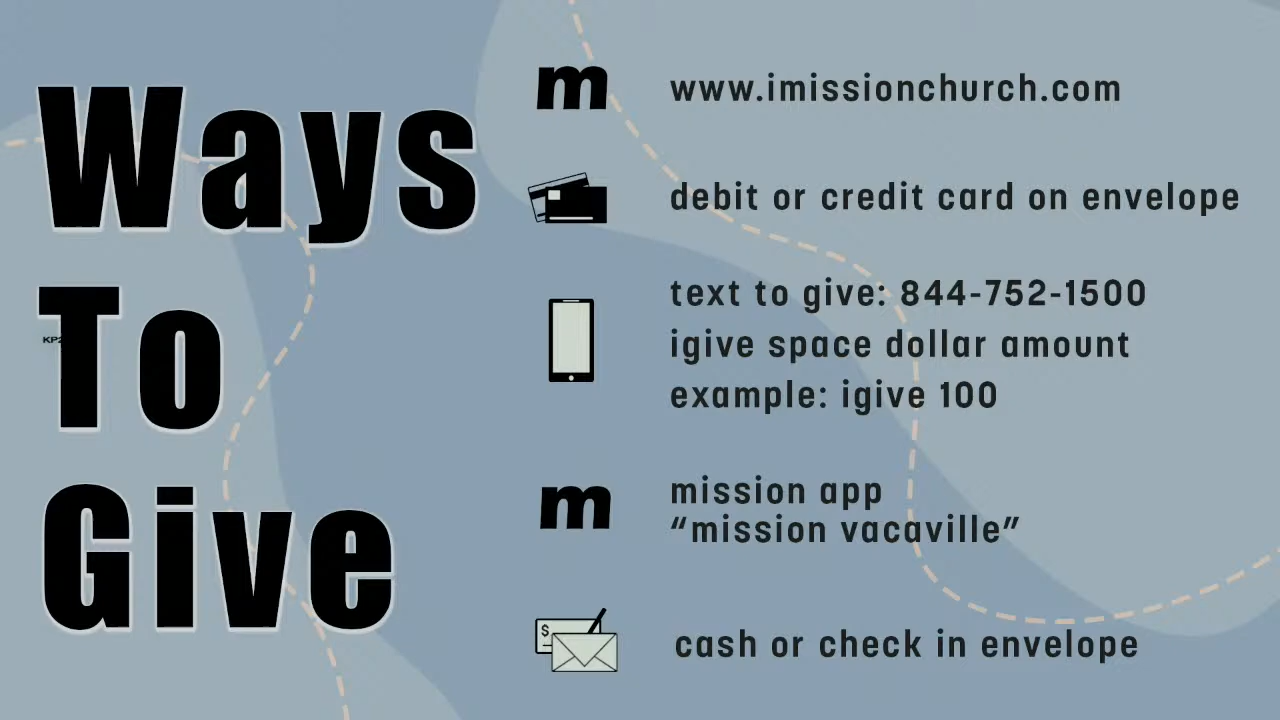 Ways
To
Give
m
www.imissionchurch.com
debit or credit card on envelope
text to give: 844-752-1500
igive space dollar amount
example: igive 100
m
mission app
“mission vacaville”
$
cash or check in envelope